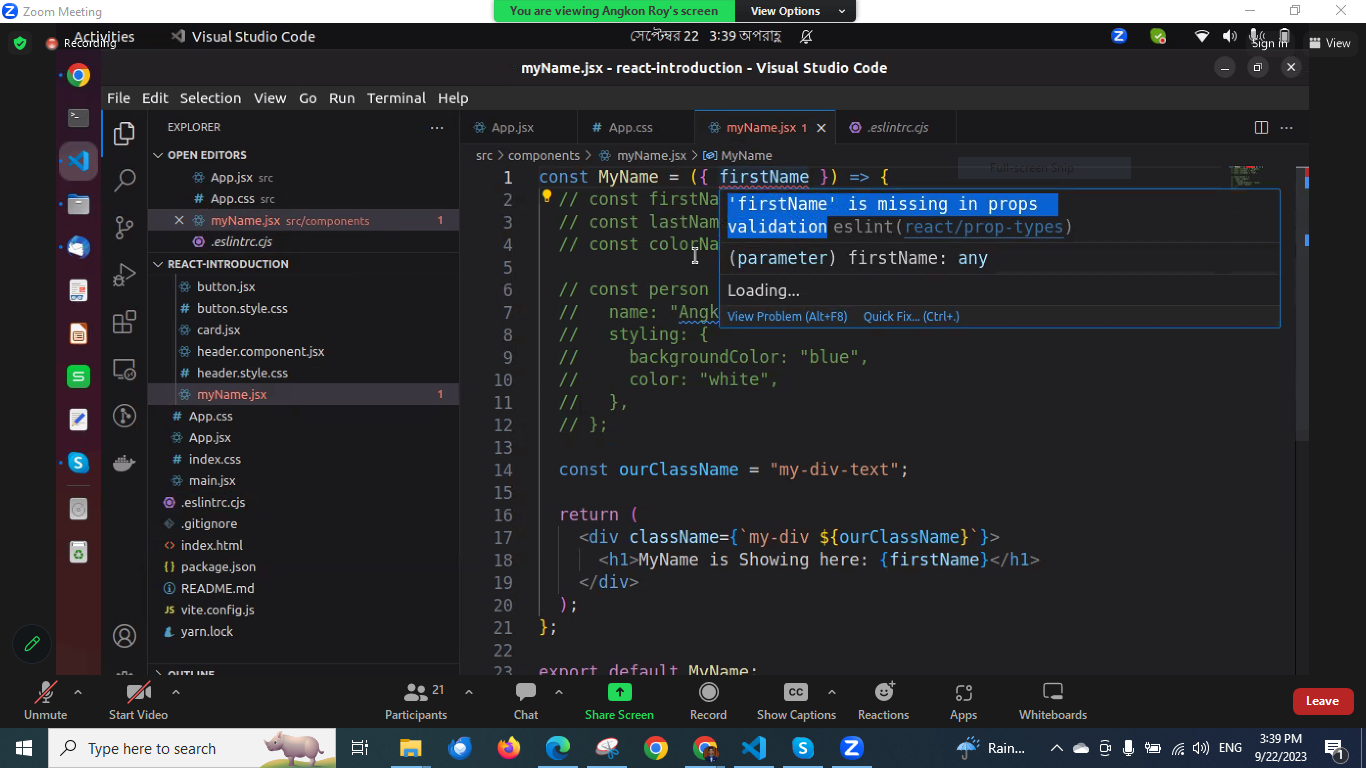 Zoom Meeting
You are viewing Angkon Roy's screen
View Options
Recording
Activities
Visual Studio Code
সেপ্টেম্বর 22 3:39 অপরাহ্ণ
Sign in
View
myName.jsx - react-introduction - Visual Studio Code
File Edit Selection View Go Run Terminal Help
EXPLORER
OPEN EDITORS
App.jsx src
App.css src
myName.jsx src/components 1
.eslintrc.cjs
REACT-INTRODUCTION
button.jsx
button.style.css
card.jsx
header.component.jsx
header.style.css
myName.jsx 1
App.css
App.jsx
index.css
main.jsx
.eslintrc.cjs
.gitignore
index.html
package.json
README.md
vite.config.js
yarn.lock
OUTLINE
App.jsx
App.css
myName.jsx 1
.eslintrc.cjs
src > components > myName.jsx > MyName
Full-screen Snip
1 const MyName = ({ firstName }) => {
2 // const firstNa
3 // const lastNam
4 // const colorNa
5
6 // const person
7 // name: "Angk
8 // styling: {
9 // backgroundColor: "blue",
10 // color: "white",
11 // },
12 // };
13
14 const ourClassName = "my-div-text";
15
16 return (
17 <div className={`my-div ${ourClassName}`}>
18 <h1>MyName is Showing here: {firstName}</h1>
19 </div>
20 );
21 };
22
23 export default MyName;
'firstName' is missing in props
validation eslint(react/prop-types)
(parameter) firstName: any
Loading...
View Problem (Alt+F8) Quick Fix... (Ctrl+.)
Unmute
Start Video
21
Participants
Chat
Share Screen
Record
CC
Show Captions
Reactions
Apps
Whiteboards
Leave
Type here to search
Rain...
ENG
3:39 PM
9/22/2023
1